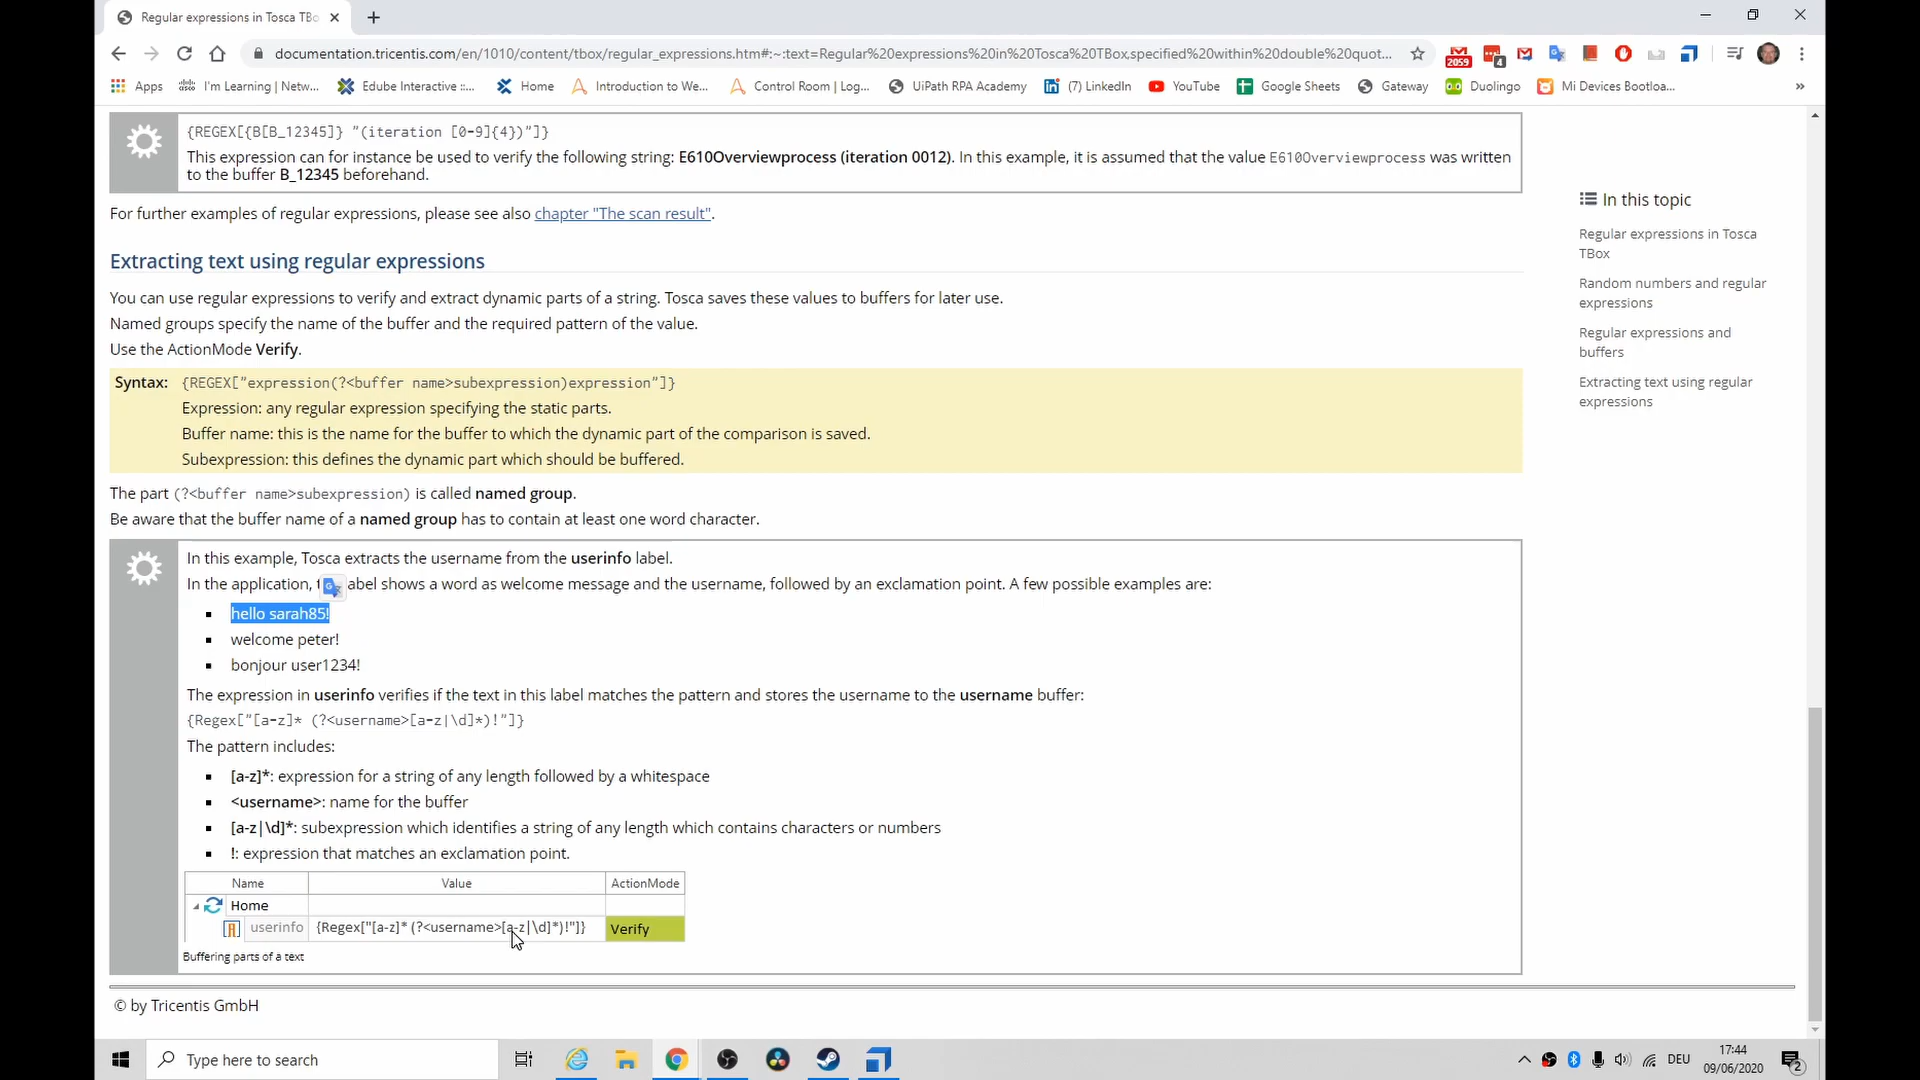 Regular expressions in Tosca TBo
documentation.tricentis.com/en/1010/content/tbox/regular_expressions.htm#:~:text=Regular%20expressions%20in%20Tosca%20TBox,specified%20within%20double%20quot...
2059
4
Apps
I'm Learning | Netw...
Edube Interactive ::...
Home
Introduction to We...
Control Room | Log...
UiPath RPA Academy
(7) LinkedIn
YouTube
Google Sheets
Gateway
Duolingo
Mi Devices Bootloa...
»
{REGEX[{B[B_12345]} "(iteration [0-9]{4})"]}
This expression can for instance be used to verify the following string: E610Overviewprocess (iteration 0012). In this example, it is assumed that the value E610Overviewprocess was written
to the buffer B_12345 beforehand.
For further examples of regular expressions, please see also chapter "The scan result".
Extracting text using regular expressions
You can use regular expressions to verify and extract dynamic parts of a string. Tosca saves these values to buffers for later use.
Named groups specify the name of the buffer and the required pattern of the value.
Use the ActionMode Verify.
Syntax: {REGEX["expression(?<buffer name>subexpression)expression"]}
Expression: any regular expression specifying the static parts.
Buffer name: this is the name for the buffer to which the dynamic part of the comparison is saved.
Subexpression: this defines the dynamic part which should be buffered.
The part (?<buffer name>subexpression) is called named group.
Be aware that the buffer name of a named group has to contain at least one word character.
In this example, Tosca extracts the username from the userinfo label.
In the application, t abel shows a word as welcome message and the username, followed by an exclamation point. A few possible examples are:
▪ hello sarah85!
▪ welcome peter!
▪ bonjour user1234!
The expression in userinfo verifies if the text in this label matches the pattern and stores the username to the username buffer:
{Regex["[a-z]* (?<username>[a-z|\d]*)!"]}
The pattern includes:
▪ [a-z]*: expression for a string of any length followed by a whitespace
▪ <username>: name for the buffer
▪ [a-z|\d]*: subexpression which identifies a string of any length which contains characters or numbers
▪ !: expression that matches an exclamation point.
Name Value ActionMode
Home
userinfo {Regex["[a-z]* (?<username>[a-z|\d]*)!"]} Verify
Buffering parts of a text
© by Tricentis GmbH
In this topic
Regular expressions in Tosca
TBox
Random numbers and regular
expressions
Regular expressions and
buffers
Extracting text using regular
expressions
Type here to search
DEU
17:44
09/06/2020
2